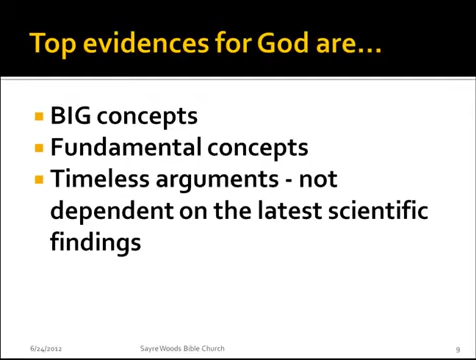 Top evidences for God are...
BIG concepts
Fundamental concepts
Timeless arguments - not
dependent on the latest scientific
findings
6/24/2012 Sayre Woods Bible Church 9